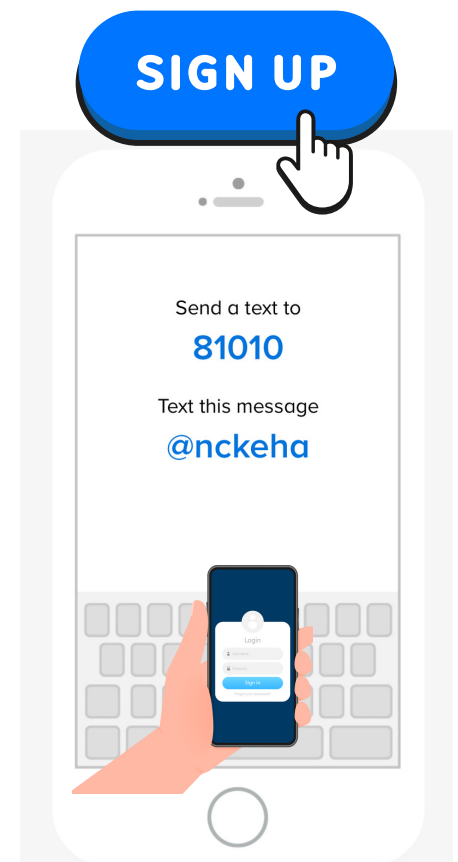 SIGN UP
Send a text to
81010
Text this message
@nckeha
Login
Sign in